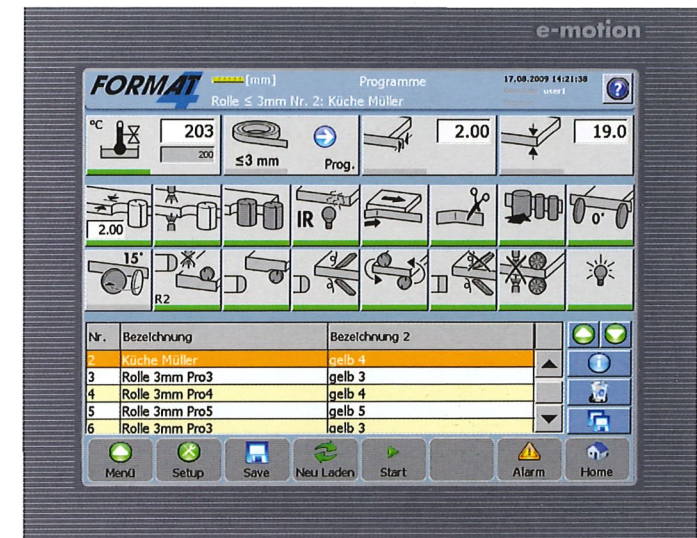 e-motion
FORMAT 4 [mm] Programme 17.08.2009 14:21:38
Rolle ≤ 3mm Nr. 2: Küche Müller user1
°C 203 2.00 19.0
200
≤3 mm Prog.
2.00 IR 0°
15°
R2
Nr. Bezeichnung Bezeichnung 2
2 Küche Müller gelb 4
3 Rolle 3mm Pro3 gelb 3
4 Rolle 3mm Pro4 gelb 4
5 Rolle 3mm Pro5 gelb 5
6 Rolle 3mm Pro3 gelb 3
Menü Setup Save Neu Laden Start Alarm Home